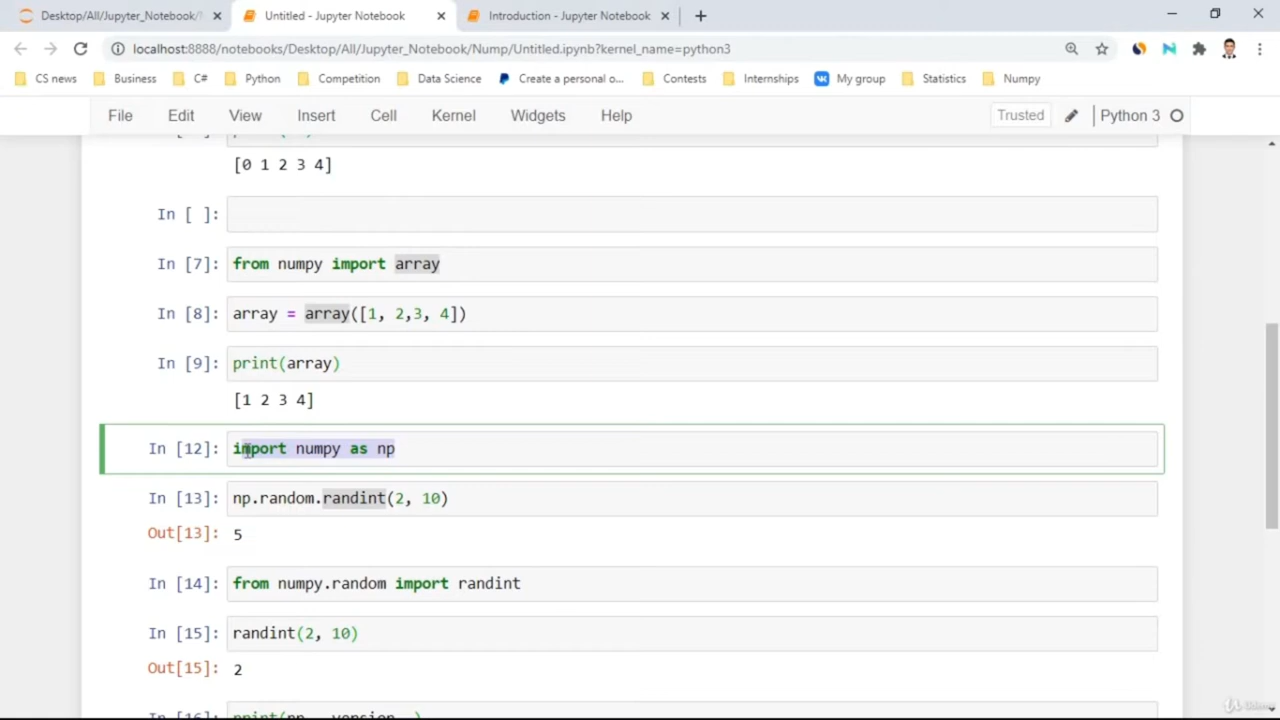 Desktop/All/Jupyter_Notebook/
Untitled - Jupyter Notebook
Introduction - Jupyter Notebook
localhost:8888/notebooks/Desktop/All/Jupyter_Notebook/Nump/Untitled.ipynb?kernel_name=python3
CS news Business C# Python Competition Data Science Create a personal o... Contests Internships My group Statistics Numpy
File Edit View Insert Cell Kernel Widgets Help Trusted Python 3
[0 1 2 3 4]
In [ ]:
In [7]: from numpy import array
In [8]: array = array([1, 2,3, 4])
In [9]: print(array)
[1 2 3 4]
In [12]: import numpy as np
In [13]: np.random.randint(2, 10)
Out[13]: 5
In [14]: from numpy.random import randint
In [15]: randint(2, 10)
Out[15]: 2
In [16]: print(np.__version__)